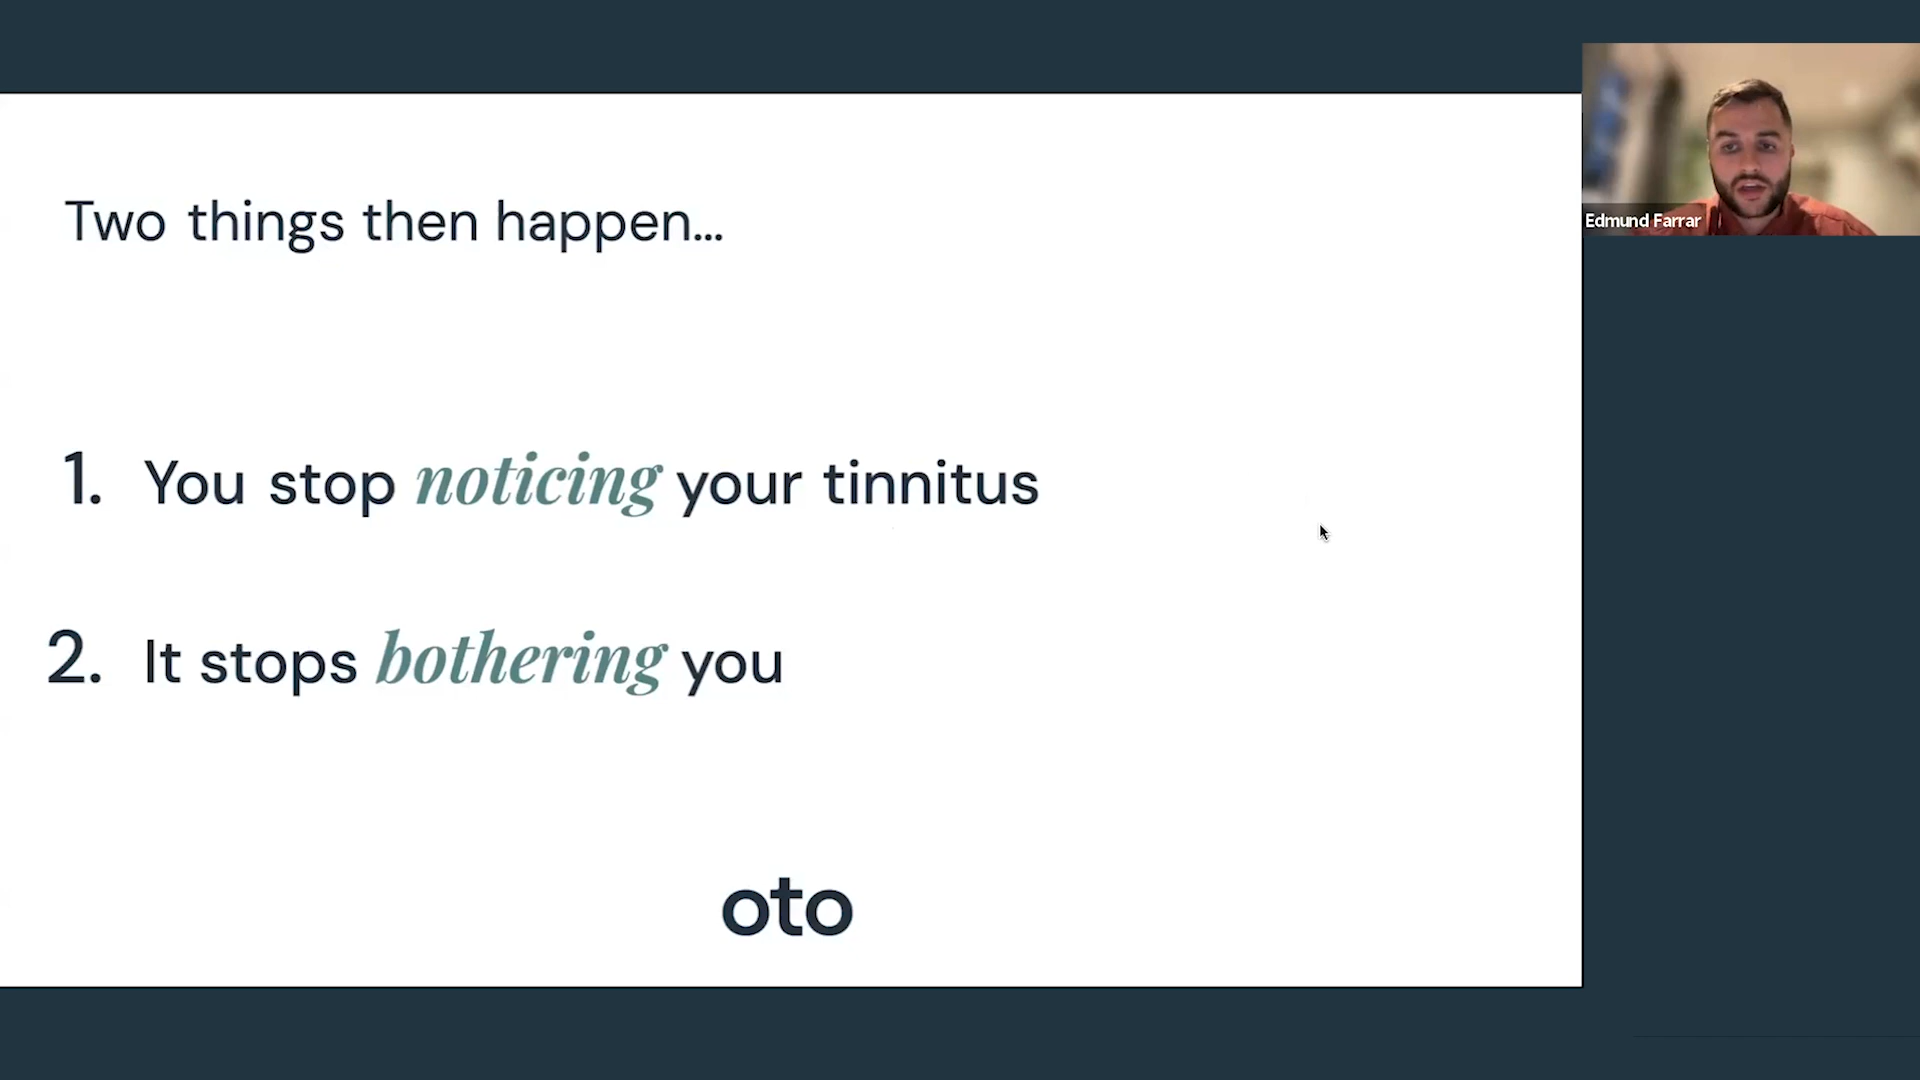 Two things then happen...
1. You stop noticing your tinnitus
2. It stops bothering you
oto
Edmund Farrar